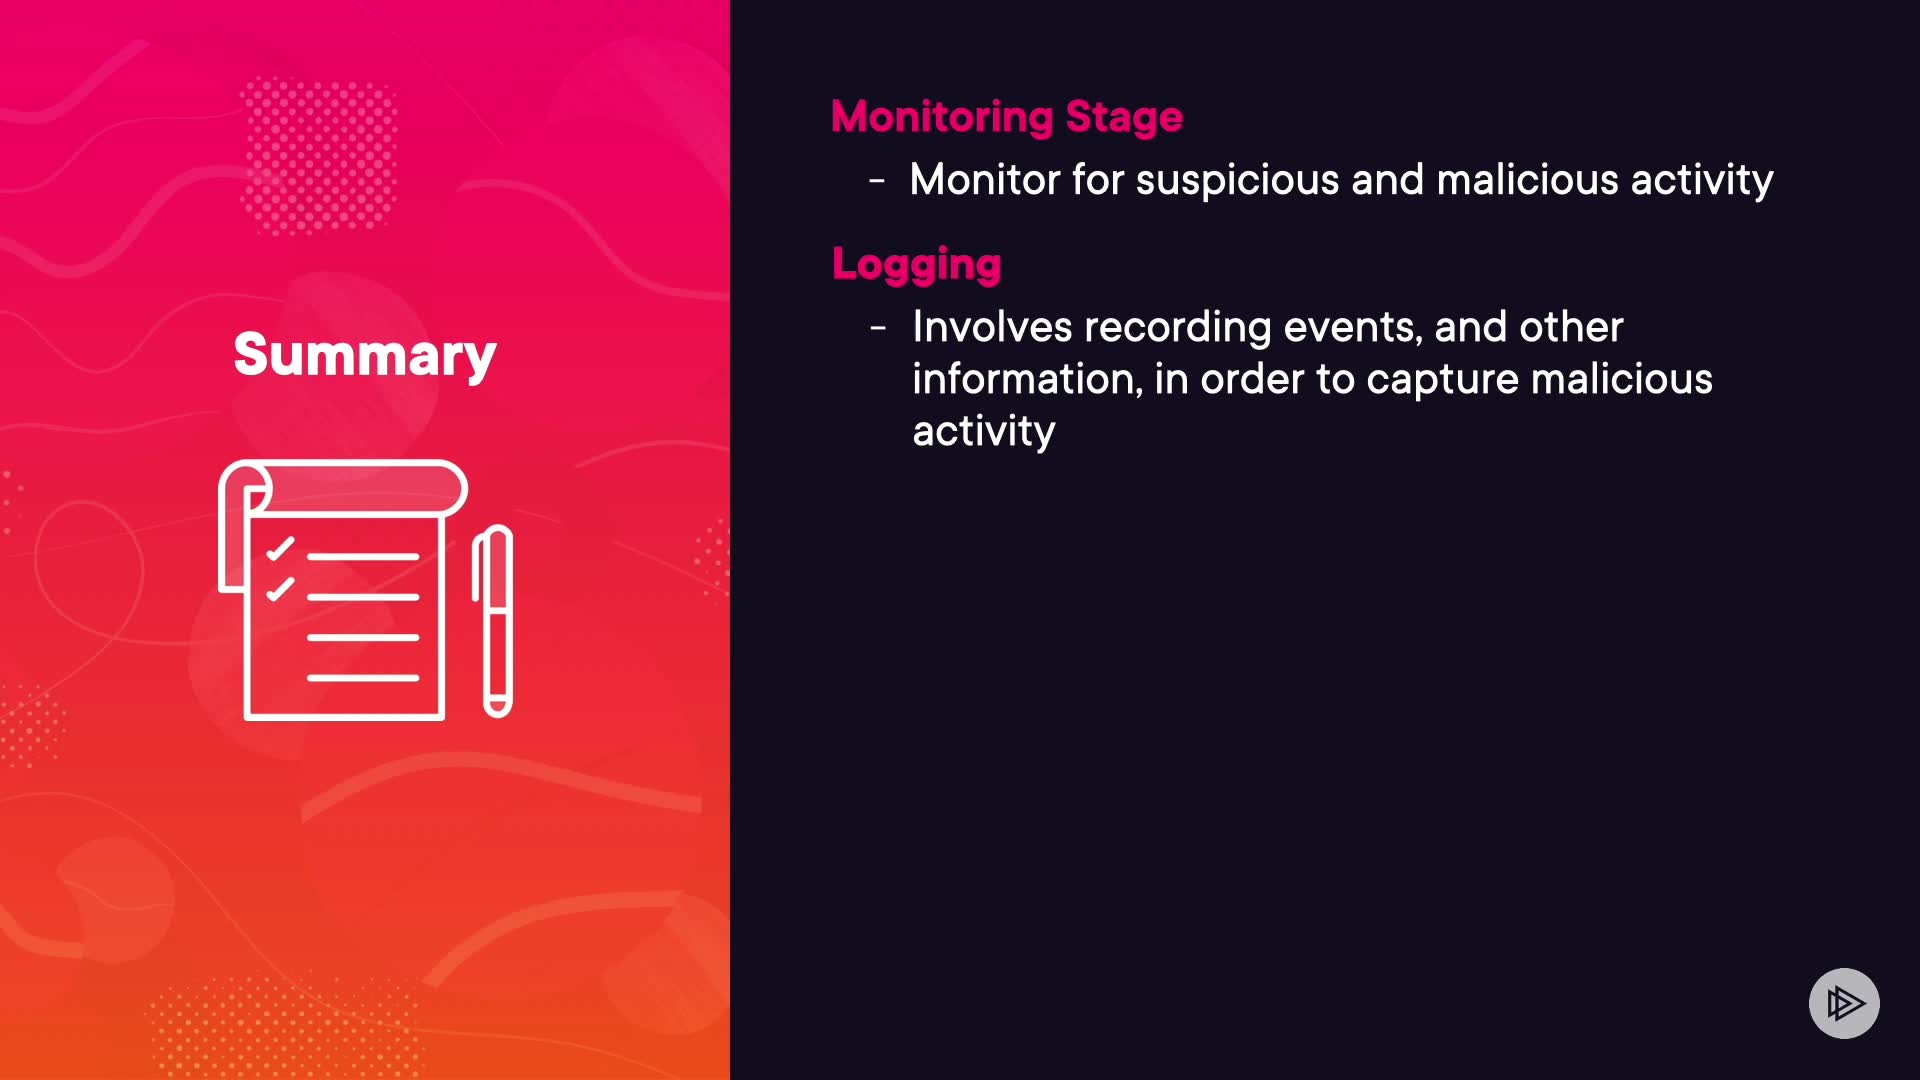 Summary
Monitoring Stage
- Monitor for suspicious and malicious activity
Logging
- Involves recording events, and other
information, in order to capture malicious
activity